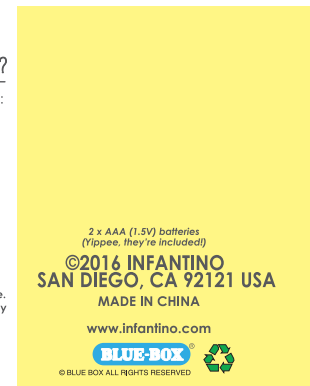 ?
:
2 x AAA (1.5V) batteries
(Yippee, they're included!)
©2016 INFANTINO
SAN DIEGO, CA 92121 USA
MADE IN CHINA
e.
y
www.infantino.com
BLUE-BOX®
© BLUE BOX ALL RIGHTS RESERVED